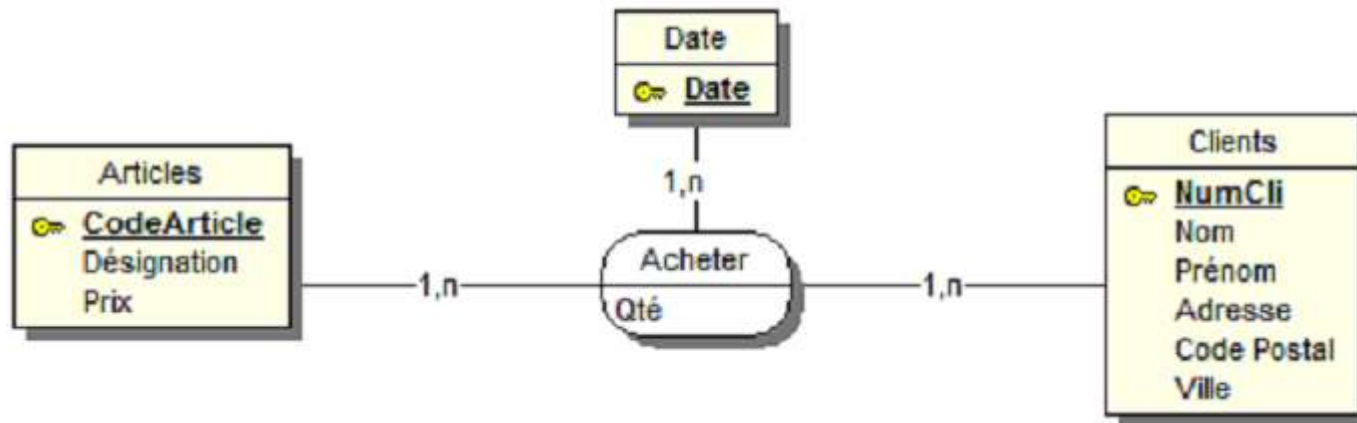 Date
Date
1,n
Articles
CodeArticle
Désignation
Prix
1,n
Acheter
Qté
1,n
Clients
NumCli
Nom
Prénom
Adresse
Code Postal
Ville